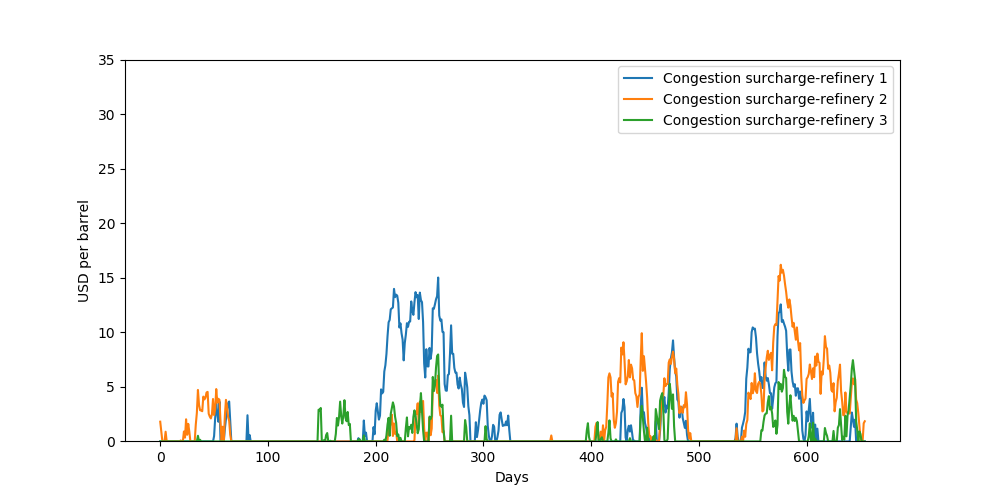 35
30
25
20
15
10
5
0
USD per barrel
Congestion surcharge-refinery 1
Congestion surcharge-refinery 2
Congestion surcharge-refinery 3
0 100 200 300 400 500 600
Days